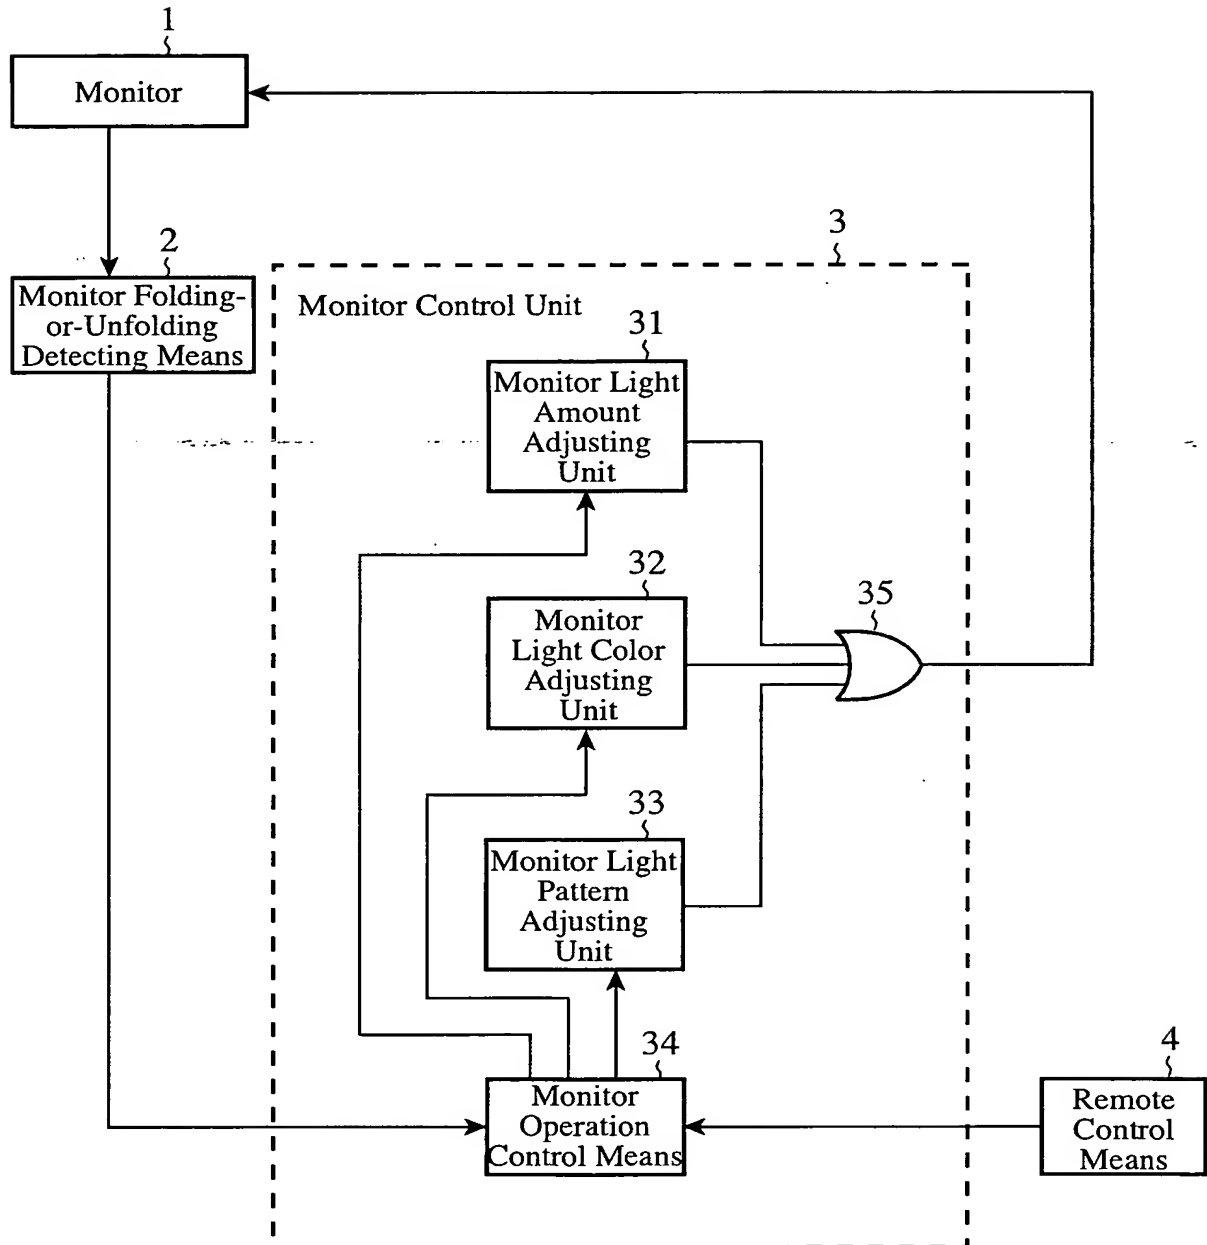 1
Monitor
2
Monitor Folding-
or-Unfolding
Detecting Means
3
Monitor Control Unit
31
Monitor Light
Amount
Adjusting
Unit
32
Monitor
Light Color
Adjusting
Unit
35
33
Monitor Light
Pattern
Adjusting
Unit
34
Monitor
Operation
Control Means
4
Remote
Control
Means